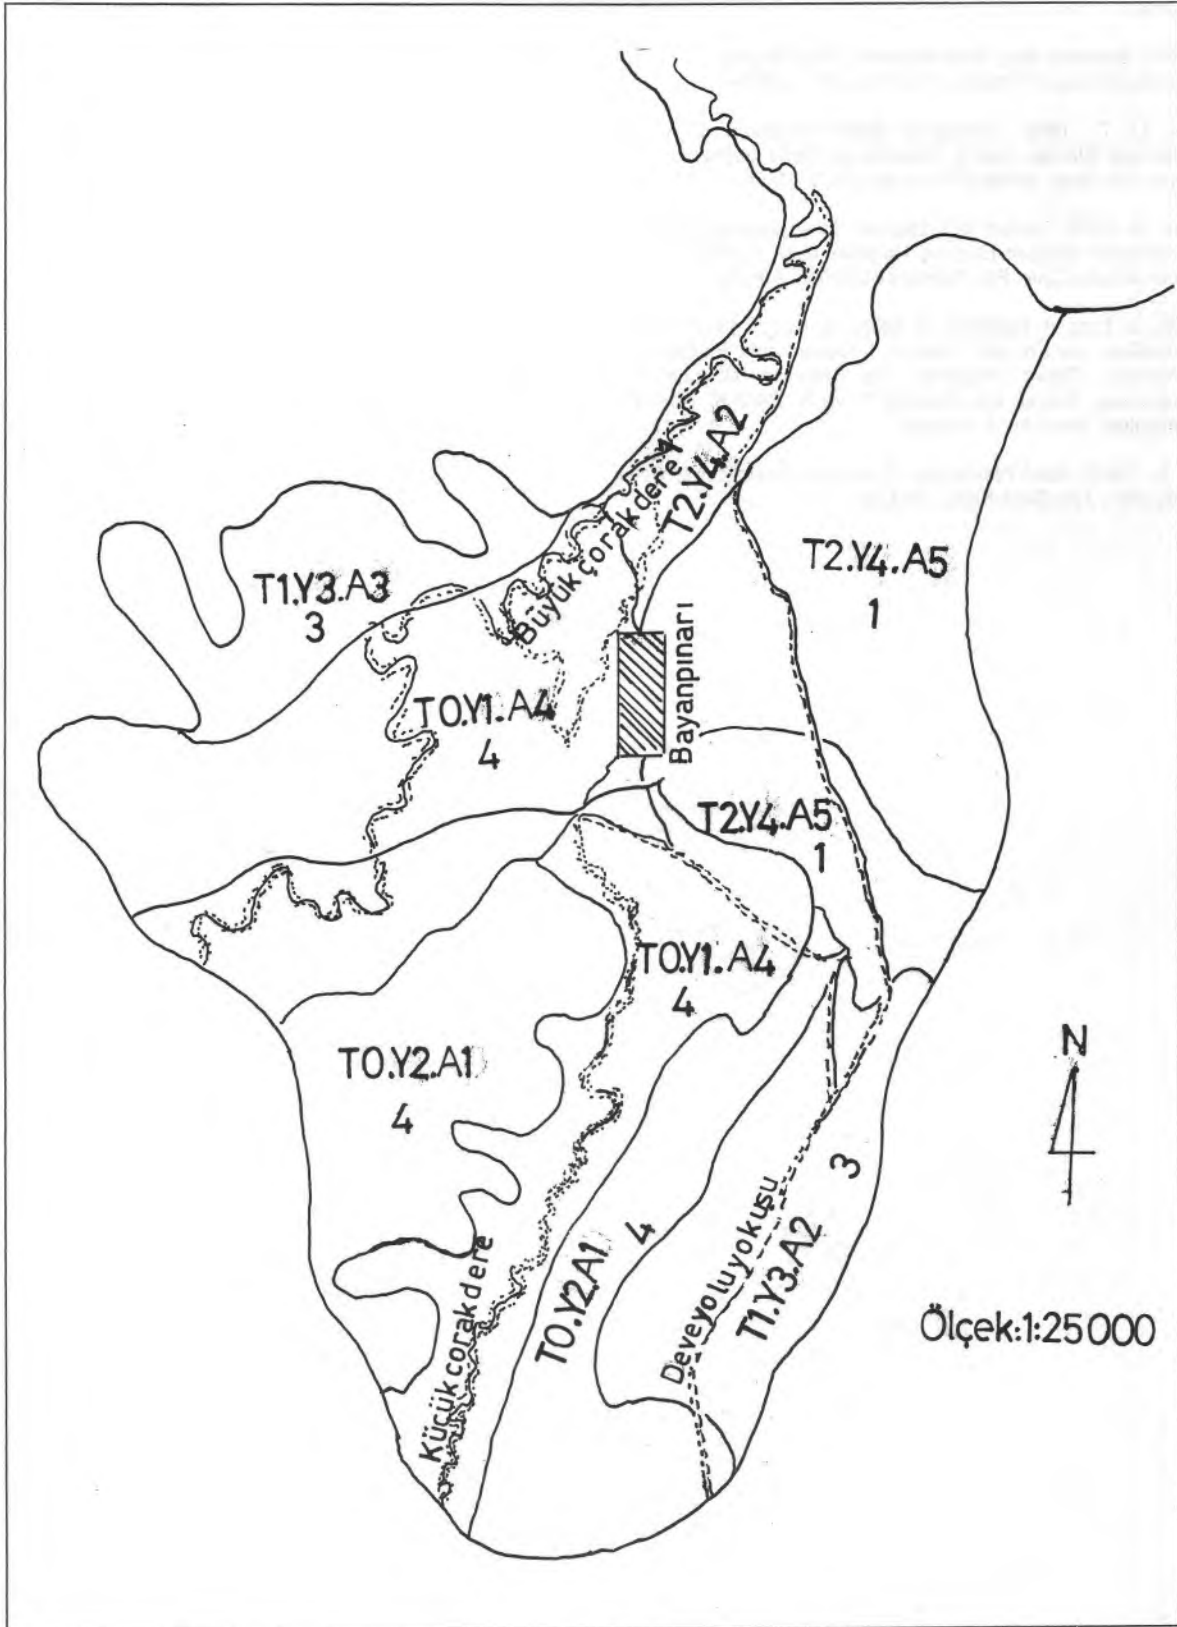 T2.Y4.A2
Büyükçorakdere
T2.Y4.A5
1
T1.Y3.A3
3
Bayanpınarı
T0.Y1.A4
4
T2.Y4.A5
1
T0.Y1.A4
4
T0.Y2.A1
4
N
3
T1.Y3.A2
Deveyoluyokuşu
4
T0.Y2.A1
Küçükçorakdere
Ölçek:1:25000